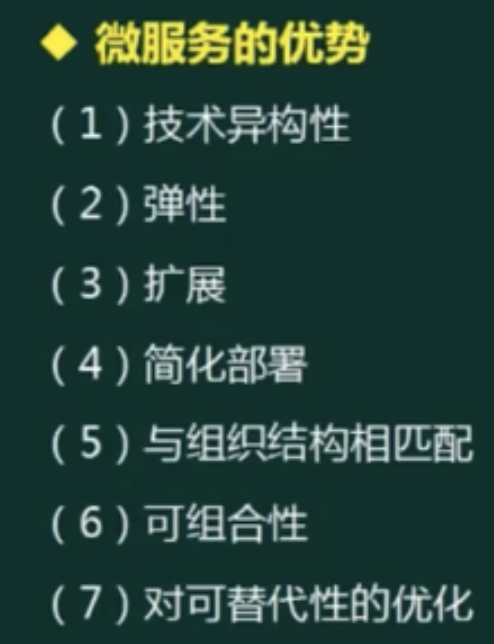 ◆ 微服务的优势
（1）技术异构性
（2）弹性
（3）扩展
（4）简化部署
（5）与组织结构相匹配
（6）可组合性
（7）对可替代性的优化